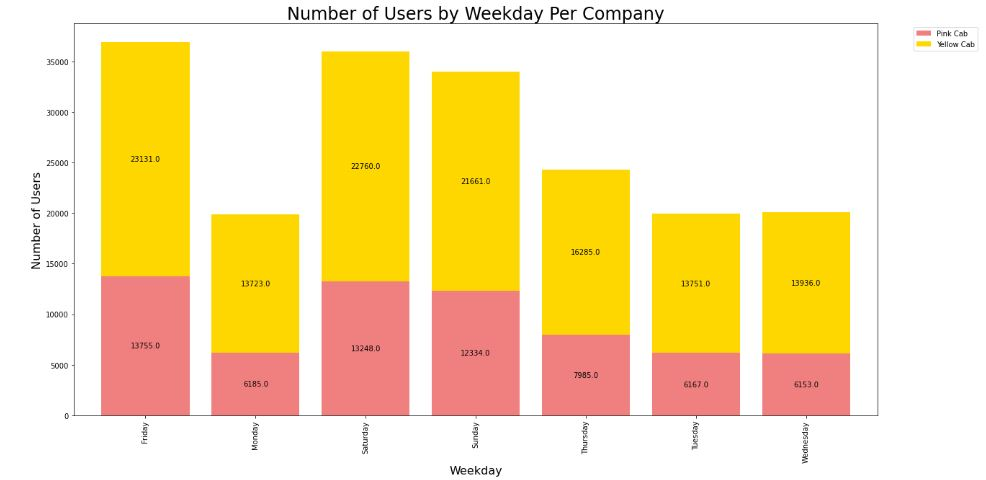 Number of Users by Weekday Per Company
Pink Cab
Yellow Cab
Number of Users
35000
30000
25000
20000
15000
10000
5000
0
23131.0
13723.0
22760.0
21661.0
16285.0
13751.0
13936.0
13755.0
6185.0
13248.0
12334.0
7985.0
6167.0
6153.0
Friday
Monday
Saturday
Sunday
Thursday
Tuesday
Wednesday
Weekday